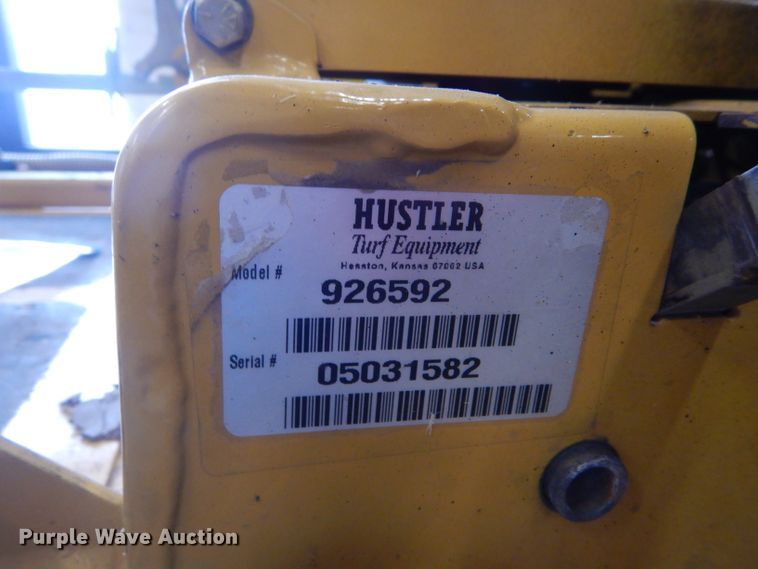 HUSTLER
Turf Equipment
Hesston, Kansas 67062 USA
Model #
926592
Serial #
05031582
Purple Wave Auction